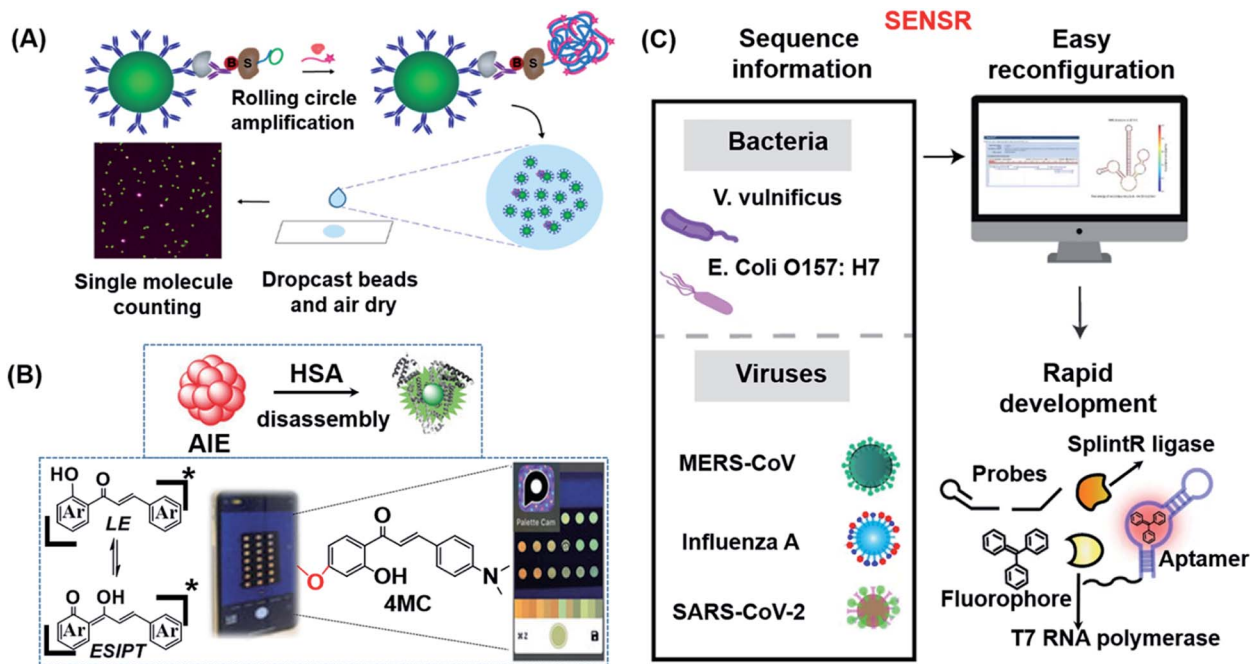 (A)
B
S
Rolling circle
amplification
B
S
Single molecule
counting
Dropcast beads
and air dry
(B)
AIE
HSA
disassembly
HO
O
*
Ar
Ar
LE
O
OH
*
Ar
Ar
ESIPT
O
O
OH
N
4MC
Palette Cam
⌘Z
(C)
SENSR
Sequence
information
Bacteria
V. vulnificus
E. Coli O157: H7
Viruses
MERS-CoV
Influenza A
SARS-CoV-2
Easy
reconfiguration
Rapid
development
SplintR ligase
Probes
Fluorophore
Aptamer
T7 RNA polymerase